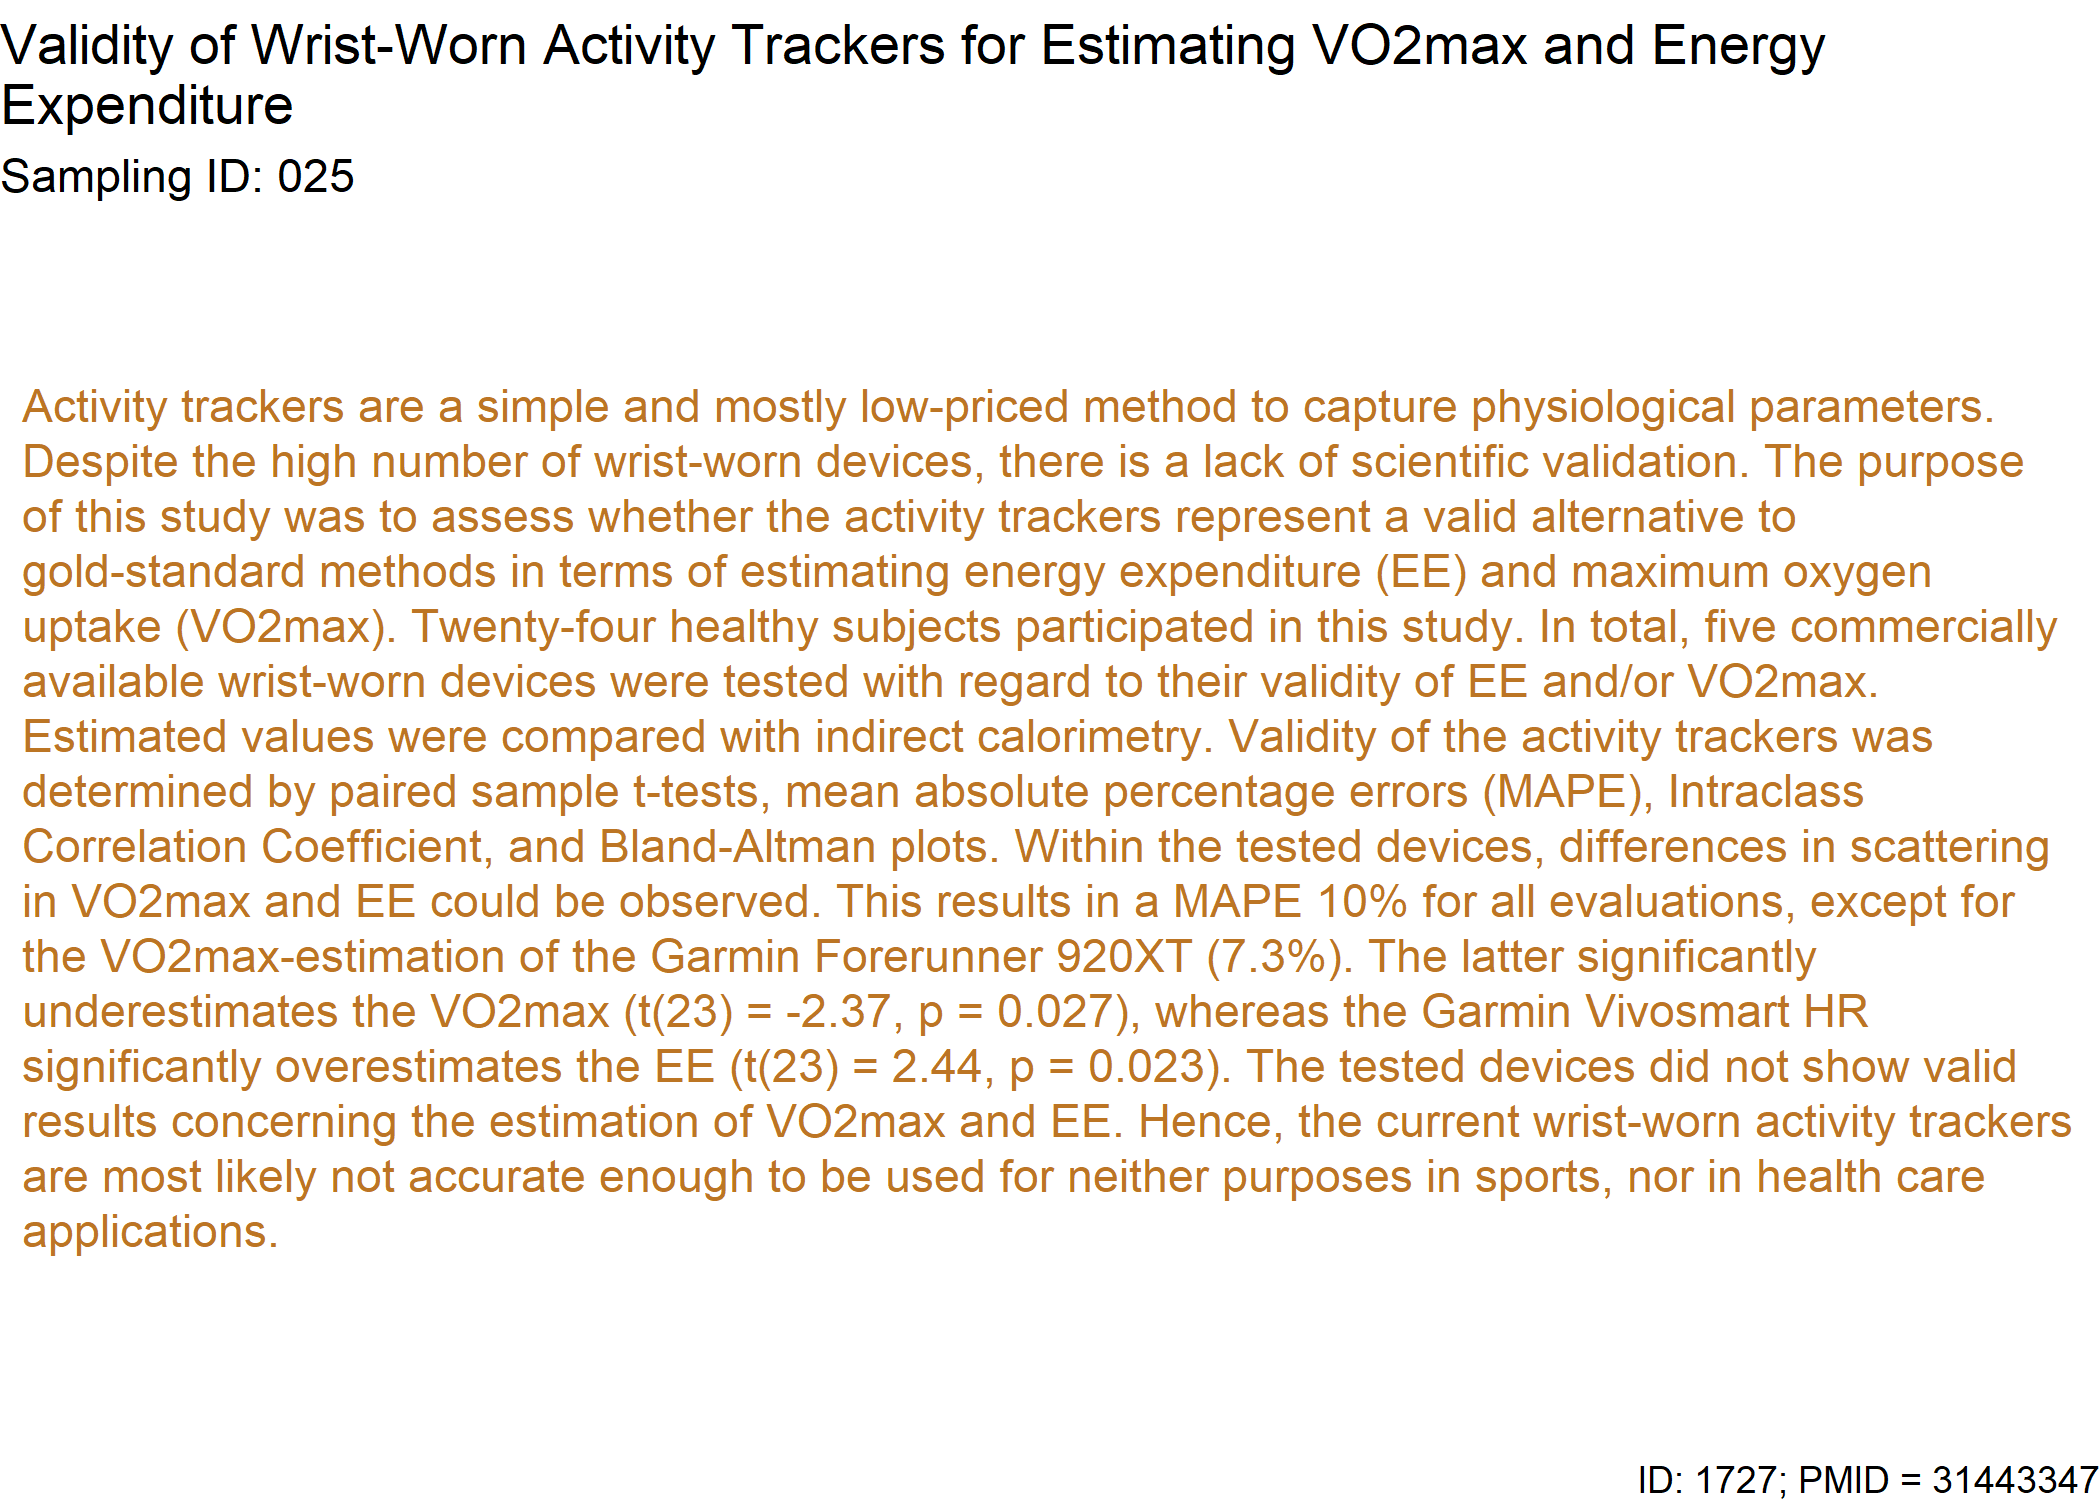 Validity of Wrist-Worn Activity Trackers for Estimating VO2max and Energy
Expenditure
Sampling ID: 025
Activity trackers are a simple and mostly low-priced method to capture physiological parameters.
Despite the high number of wrist-worn devices, there is a lack of scientific validation. The purpose
of this study was to assess whether the activity trackers represent a valid alternative to
gold-standard methods in terms of estimating energy expenditure (EE) and maximum oxygen
uptake (VO2max). Twenty-four healthy subjects participated in this study. In total, five commercially
available wrist-worn devices were tested with regard to their validity of EE and/or VO2max.
Estimated values were compared with indirect calorimetry. Validity of the activity trackers was
determined by paired sample t-tests, mean absolute percentage errors (MAPE), Intraclass
Correlation Coefficient, and Bland-Altman plots. Within the tested devices, differences in scattering
in VO2max and EE could be observed. This results in a MAPE 10% for all evaluations, except for
the VO2max-estimation of the Garmin Forerunner 920XT (7.3%). The latter significantly
underestimates the VO2max (t(23) = -2.37, p = 0.027), whereas the Garmin Vivosmart HR
significantly overestimates the EE (t(23) = 2.44, p = 0.023). The tested devices did not show valid
results concerning the estimation of VO2max and EE. Hence, the current wrist-worn activity trackers
are most likely not accurate enough to be used for neither purposes in sports, nor in health care
applications.
ID: 1727; PMID = 31443347